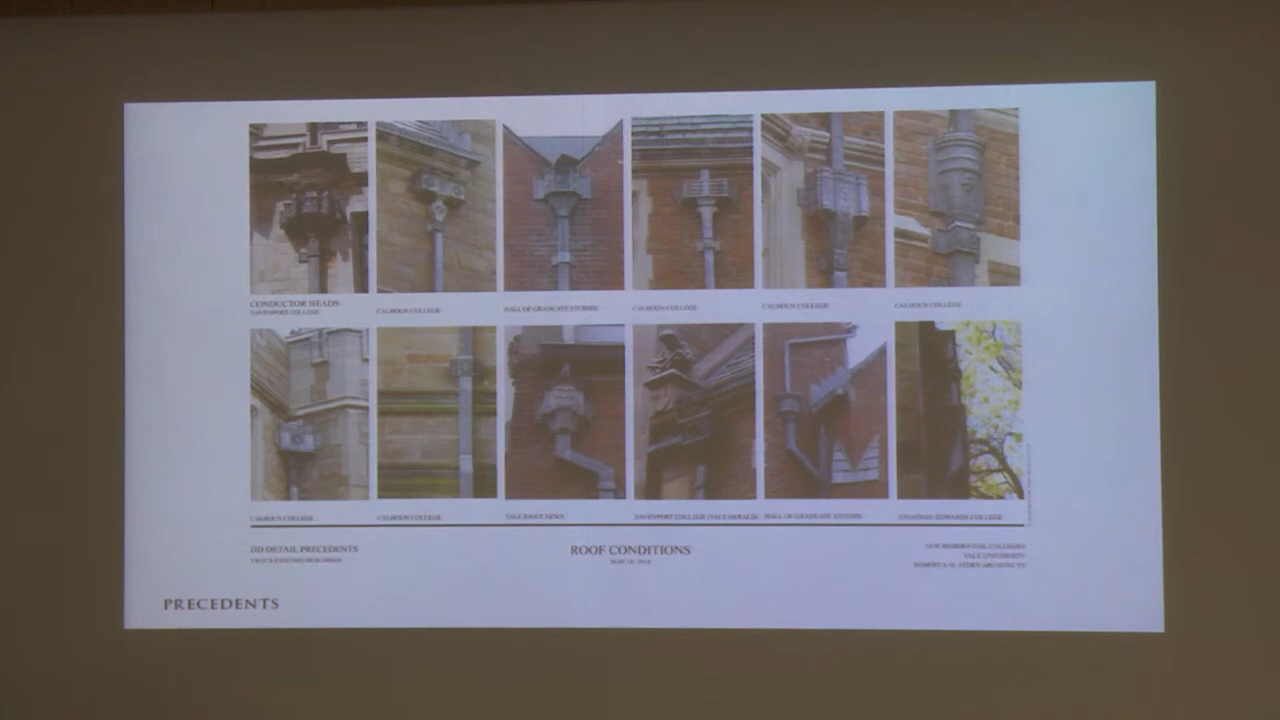 CONDUCTOR HEADS
DAVENPORT COLLEGE
CALHOUN COLLEGE
HALL OF GRADUATE STUDIES
CALHOUN COLLEGE
CALHOUN COLLEGE
CALHOUN COLLEGE
CALHOUN COLLEGE
CALHOUN COLLEGE
YALE DAILY NEWS
DAVENPORT COLLEGE (YALE HERALD)
HALL OF GRADUATE STUDIES
JONATHAN EDWARDS COLLEGE
DD DETAIL PRECEDENTS
ROOF CONDITIONS
NEW RESIDENTIAL COLLEGES
YALE UNIVERSITY
ROBERT A.M. STERN ARCHITECTS
PRECEDENTS